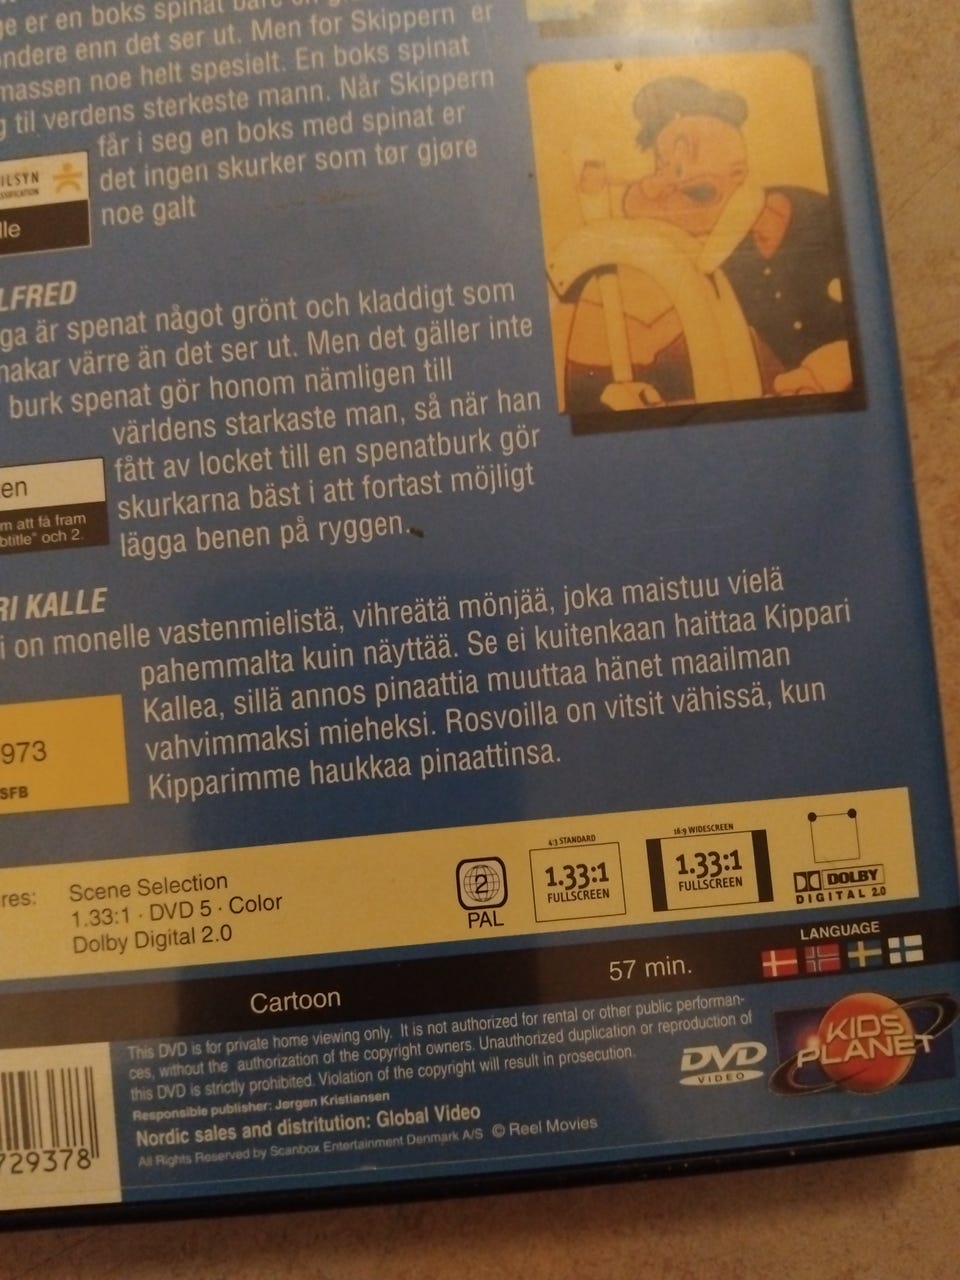 ge er en boks spinat bare en
ondere enn det ser ut. Men for Skippern er
massen noe helt spesielt. En boks spinat
g til verdens sterkeste mann. Når Skippern
får i seg en boks med spinat er
det ingen skurker som tør gjøre
noe galt
ILSYN
lle
LFRED
ga är spenat något grönt och kladdigt som
makar värre än det ser ut. Men det gäller inte
burk spenat gör honom nämligen till
världens starkaste man, så när han
fått av locket till en spenatburk gör
skurkarna bäst i att fortast möjligt
lägga benen på ryggen.
en
m att få fram
btitle" och 2.
RI KALLE
i on monelle vastenmielistä, vihreätä mönjää, joka maistuu vielä
pahemmalta kuin näyttää. Se ei kuitenkaan haittaa Kippari
Kallea, sillä annos pinaattia muuttaa hänet maailman
vahvimmaksi mieheksi. Rosvoilla on vitsit vähissä, kun
Kipparimme haukkaa pinaattinsa.
973
SFB
res: Scene Selection
1.33:1 · DVD 5 · Color
Dolby Digital 2.0
2
PAL
4:3 STANDARD
1.33:1
FULLSCREEN
16:9 WIDESCREEN
1.33:1
FULLSCREEN
DOLBY
DIGITAL 2.0
LANGUAGE
Cartoon
57 min.
This DVD is for private home viewing only. It is not authorized for rental or other public performan-
ces, without the authorization of the copyright owners. Unauthorized duplication or reproduction of
this DVD is strictly prohibited. Violation of the copyright will result in prosecution.
Responsible publisher: Jørgen Kristiansen
Nordic sales and distritution: Global Video
All Rights Reserved by Scanbox Entertainment Denmark A/S © Reel Movies
DVD
VIDEO
KIDS
PLANET
729378